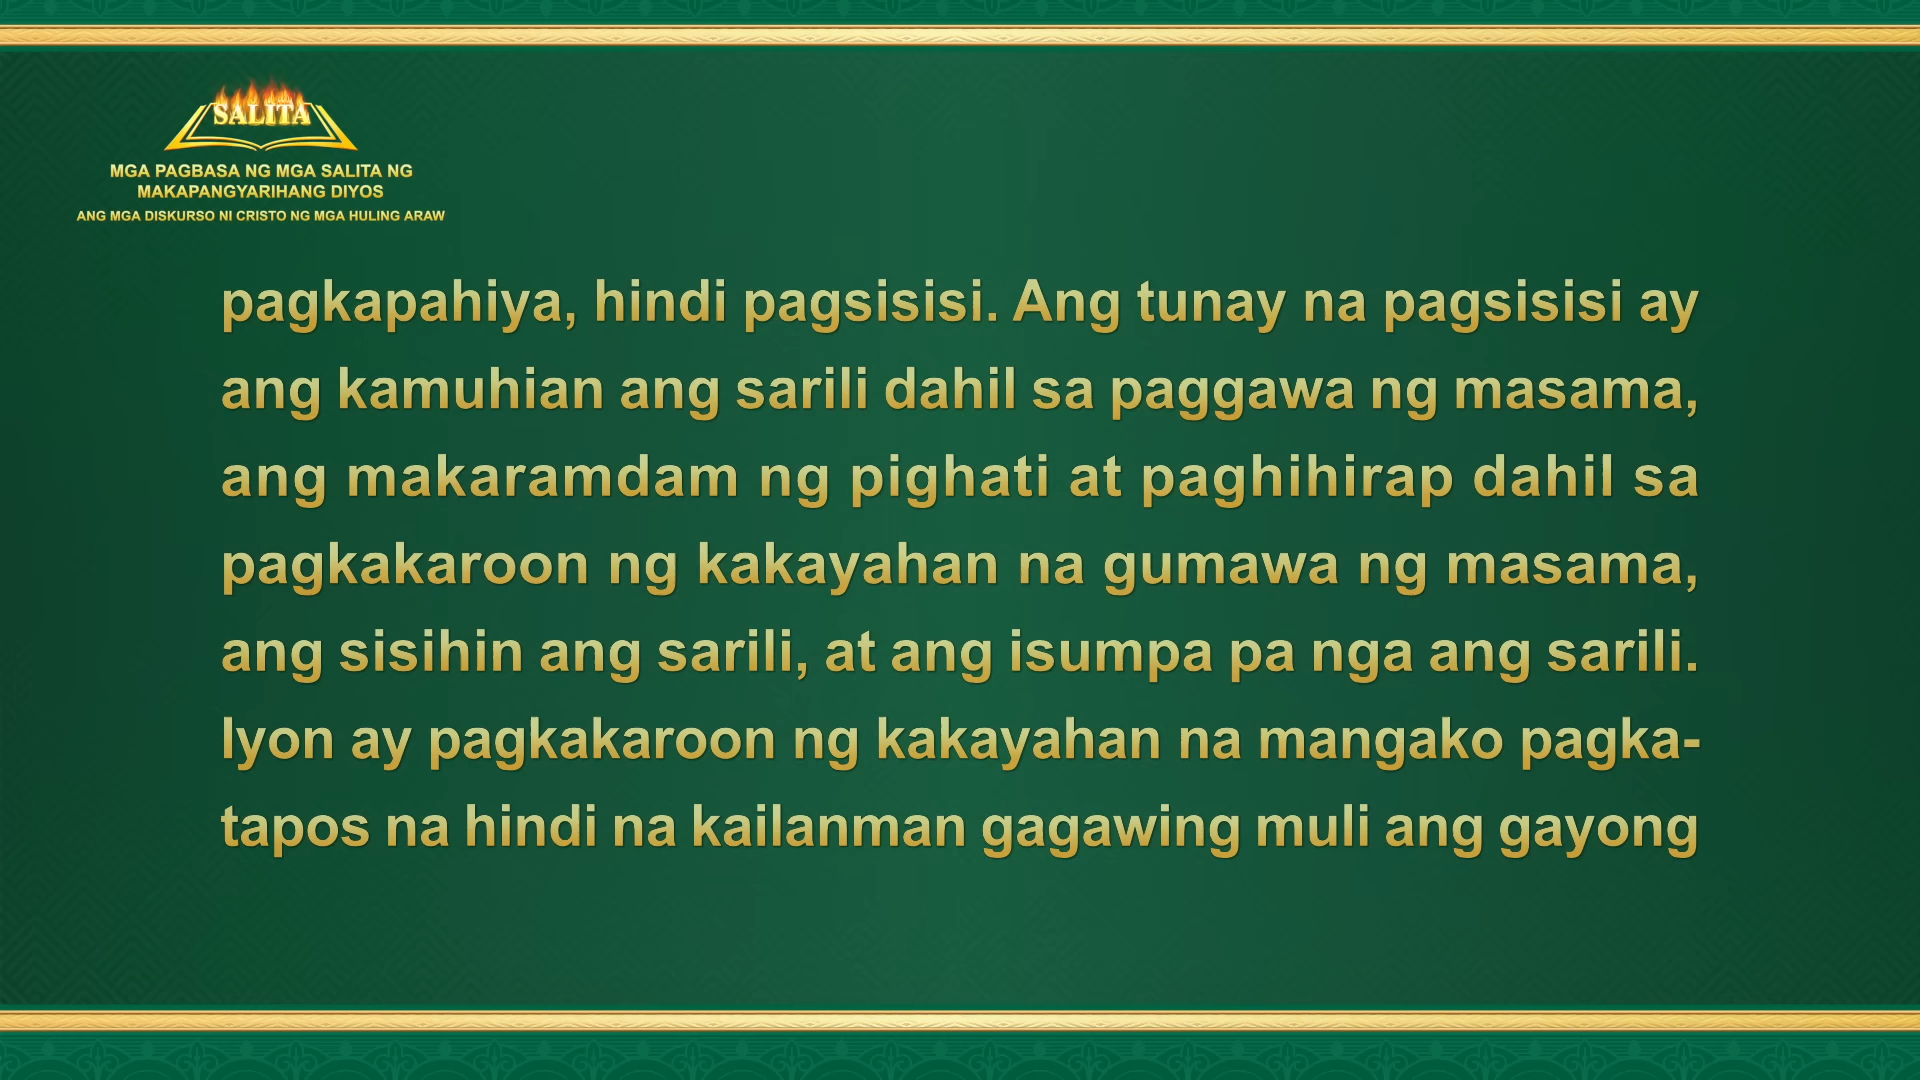 SALITA
MGA PAGBASA NG MGA SALITA NG
MAKAPANGYARIHANG DIYOS
ANG MGA DISKURSO NI CRISTO NG MGA HULING ARAW
pagkapahiya, hindi pagsisisi. Ang tunay na pagsisisi ay
ang kamuhian ang sarili dahil sa paggawa ng masama,
ang makaramdam ng pighati at paghihirap dahil sa
pagkakaroon ng kakayahan na gumawa ng masama,
ang sisihin ang sarili, at ang isumpa pa nga ang sarili.
Iyon ay pagkakaroon ng kakayahan na mangako pagka-
tapos na hindi na kailanman gagawing muli ang gayong